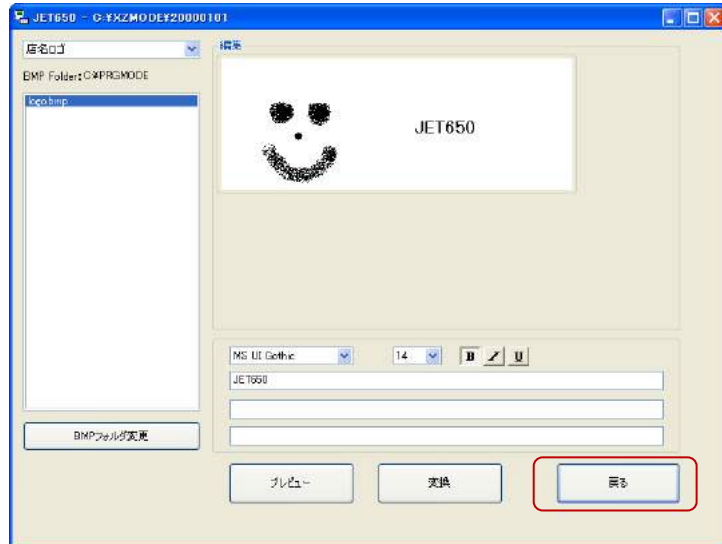 JET650 - C:¥XZMODE¥20000101
店名ロゴ
編集
BMP Folder:C¥PRGMODE
logo.bmp
JET650
MS UI Gothic
14
B I U
JET650
BMPフォルダ変更
プレビュー
変換
戻る